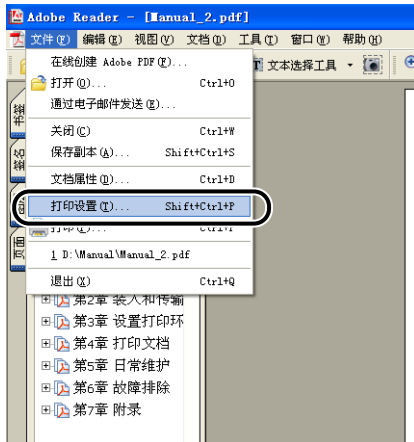 Adobe Reader - [Manual_2.pdf]
文件(F) 编辑(E) 视图(V) 文档(D) 工具(T) 窗口(W) 帮助(H)
在线创建 Adobe PDF(F)...
文本选择工具
打开(O)... Ctrl+O
通过电子邮件发送(E)...
关闭(C) Ctrl+W
保存副本(A)... Shift+Ctrl+S
文档属性(D)... Ctrl+D
打印设置(T)... Shift+Ctrl+P
打印(P)... Ctrl+P
1 D:\Manual\Manual_2.pdf
退出(X) Ctrl+Q
第2章 装入和传输
第3章 设置打印环
第4章 打印文档
第5章 日常维护
第6章 故障排除
第7章 附录
页面